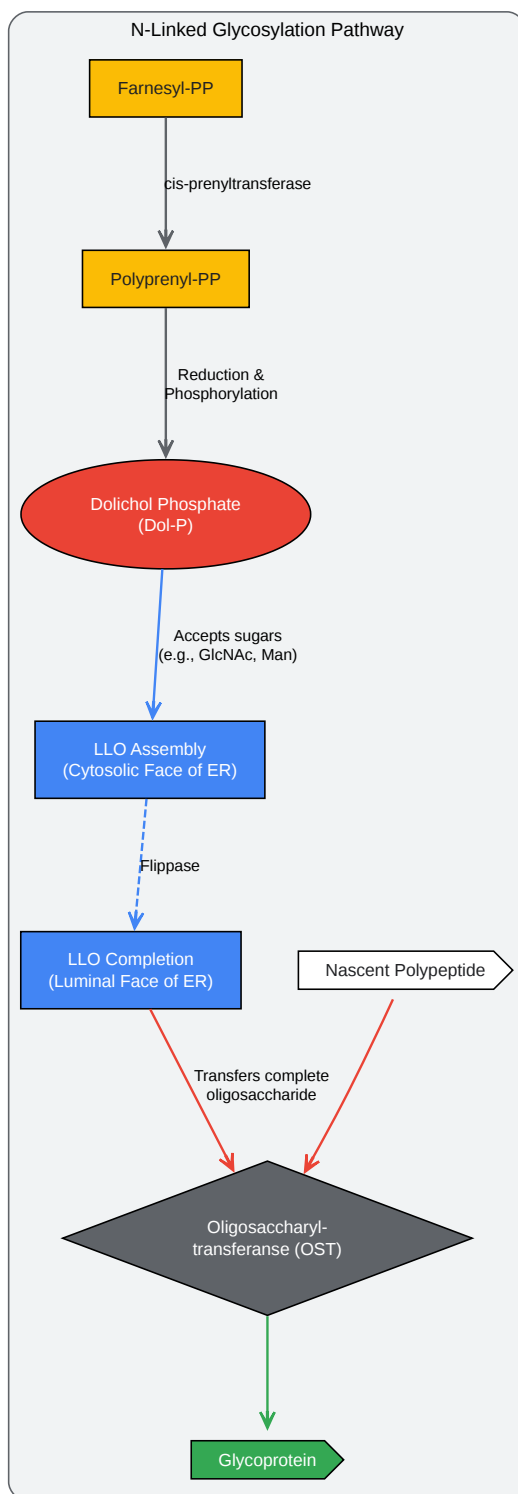 N-Linked Glycosylation Pathway
Farnesyl-PP
cis-prenyltransferase
Polyprenyl-PP
Reduction &
Phosphorylation
Dolichol Phosphate
(Dol-P)
Accepts sugars
(e.g., GlcNAc, Man)
LLO Assembly
(Cytosolic Face of ER)
Flippase
LLO Completion
(Luminal Face of ER)
Nascent Polypeptide
Transfers complete
oligosaccharide
Oligosaccharyl-
transferanse (OST)
Glycoprotein